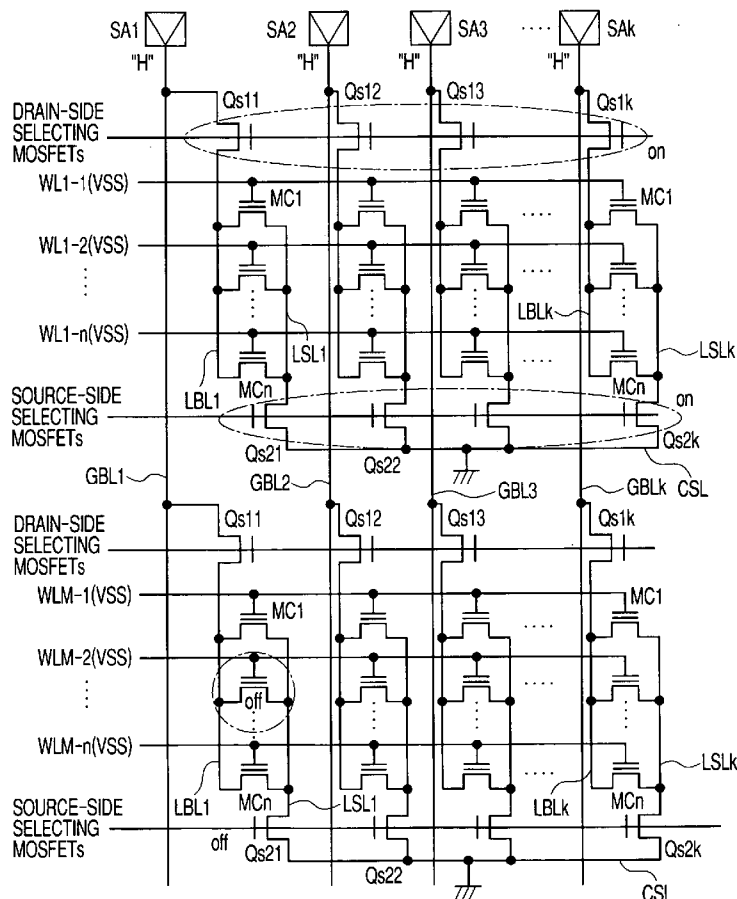 SA1 SA2 SA3 ···· SAk
"H" "H" "H" "H"
Qs11 Qs12 Qs13 Qs1k
DRAIN-SIDE
SELECTING
MOSFETs
on
WL1-1(VSS)
MC1 MC1
WL1-2(VSS)
LBLk
WL1-n(VSS)
LSL1 LSLk
LBL1 MCn MCn
SOURCE-SIDE
SELECTING
MOSFETs
on
Qs21 Qs22 Qs2k
GBL1 GBL2 GBL3 GBLk CSL
Qs11 Qs12 Qs13 Qs1k
DRAIN-SIDE
SELECTING
MOSFETs
WLM-1(VSS)
MC1 MC1
WLM-2(VSS)
off
WLM-n(VSS)
LBL1 MCn LSL1 LBLk MCn LSLk
SOURCE-SIDE
SELECTING
MOSFETs
off
Qs21 Qs22 Qs2k
CSL